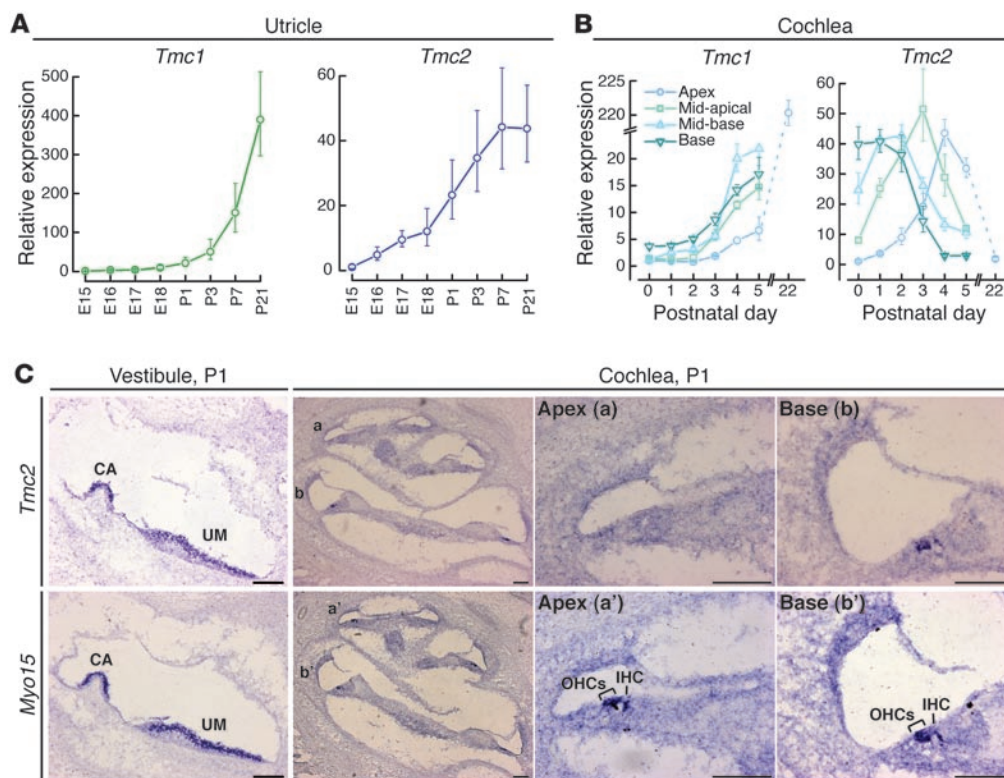 A
Utricle
Tmc1
Tmc2
Relative expression
500
400
300
200
100
0
E15
E16
E17
E18
P1
P3
P7
P21
60
40
20
0
E15
E16
E17
E18
P1
P3
P7
P21
B
Cochlea
Tmc1
Tmc2
Relative expression
225
220
20
15
10
5
0
Apex
Mid-apical
Mid-base
Base
0 1 2 3 4 5 22
Postnatal day
60
50
40
30
20
10
0
0 1 2 3 4 5 22
Postnatal day
C
Vestibule, P1
Cochlea, P1
Tmc2
CA
UM
a
b
Apex (a)
Base (b)
Myo15
CA
UM
a'
b'
Apex (a')
OHCs
IHC
Base (b')
OHCs
IHC